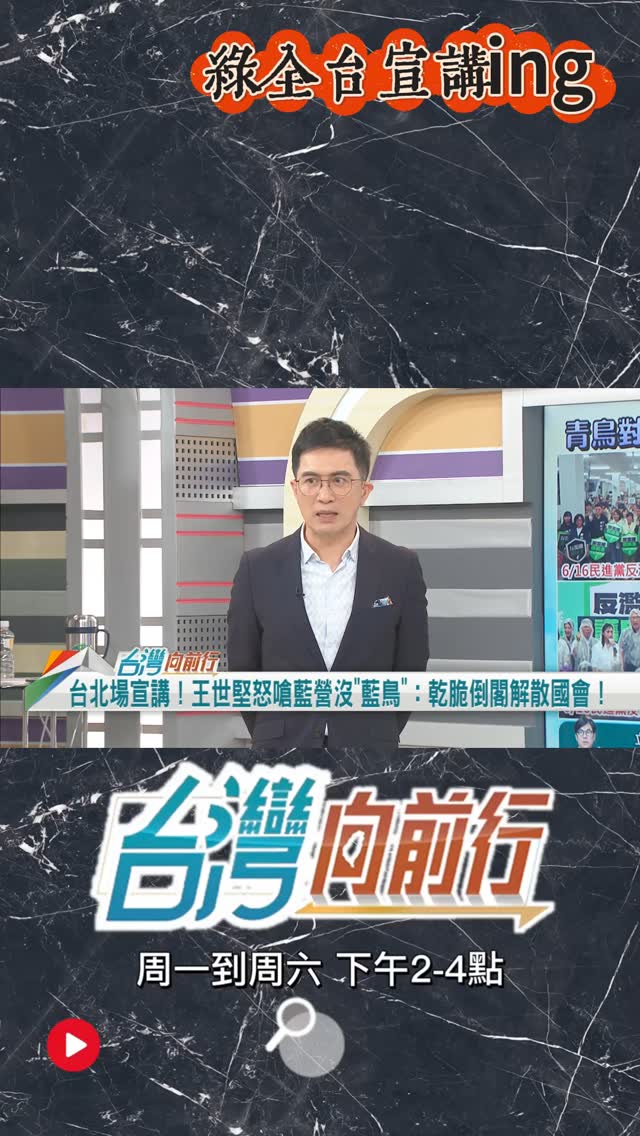 綠全台宣講ing
青鳥對
6/16民進黨反
反濫
台灣向前行
台北場宣講！王世堅怒嗆藍營沒"藍鳥"：乾脆倒閣解散國會！
台灣向前行
周一到周六 下午2-4點